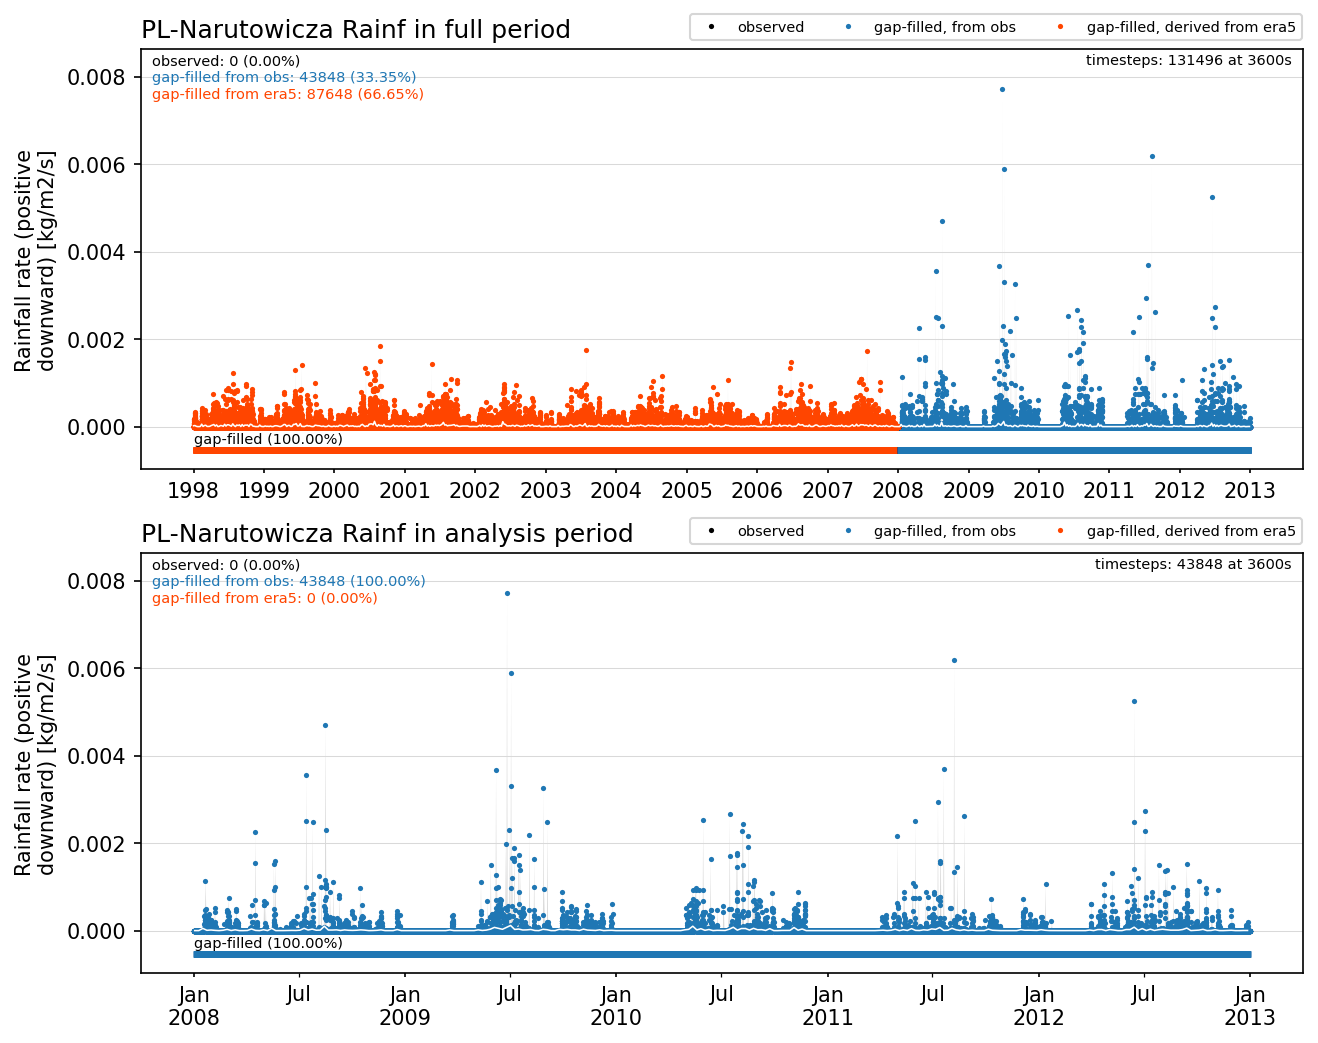 PL-Narutowicza Rainf in full period
observed
gap-filled, from obs
gap-filled, derived from era5
observed: 0 (0.00%)
gap-filled from obs: 43848 (33.35%)
gap-filled from era5: 87648 (66.65%)
timesteps: 131496 at 3600s
Rainfall rate (positive
downward) [kg/m2/s]
0.008
0.006
0.004
0.002
0.000
gap-filled (100.00%)
1998 1999 2000 2001 2002 2003 2004 2005 2006 2007 2008 2009 2010 2011 2012 2013
PL-Narutowicza Rainf in analysis period
observed
gap-filled, from obs
gap-filled, derived from era5
observed: 0 (0.00%)
gap-filled from obs: 43848 (100.00%)
gap-filled from era5: 0 (0.00%)
timesteps: 43848 at 3600s
Rainfall rate (positive
downward) [kg/m2/s]
0.008
0.006
0.004
0.002
0.000
gap-filled (100.00%)
Jan Jul Jan Jul Jan Jul Jan Jul Jan Jul Jan
2008 2009 2010 2011 2012 2013